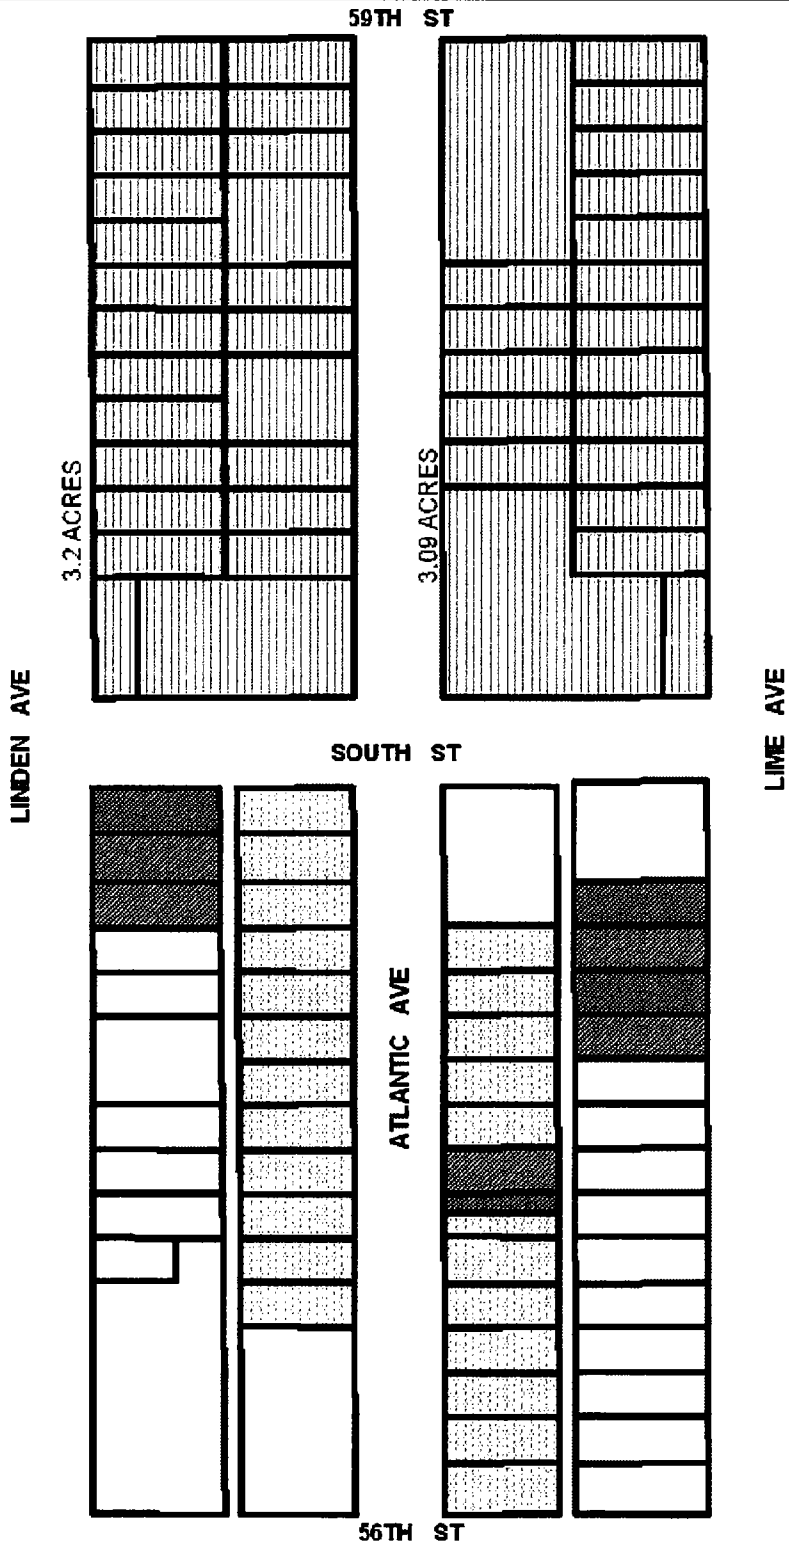 59TH ST
3.2 ACRES
3.09 ACRES
LINDEN AVE
LIME AVE
SOUTH ST
ATLANTIC AVE
56TH ST